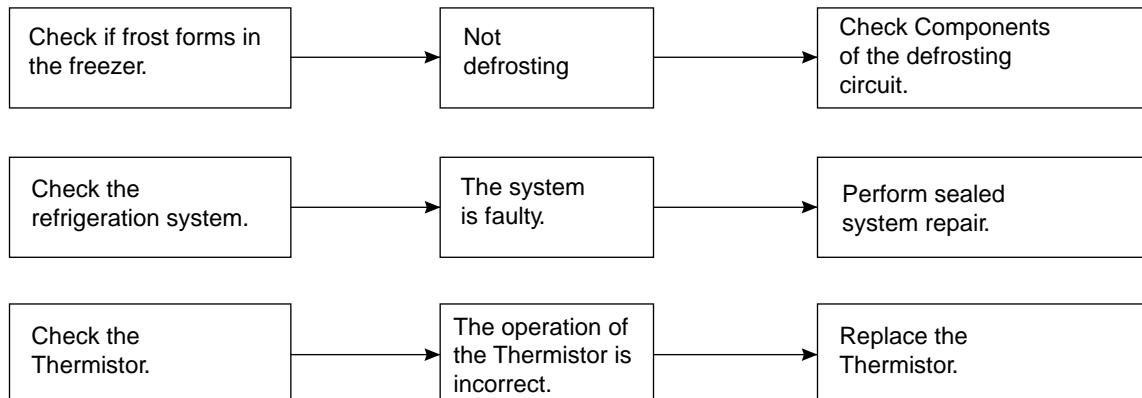 Check if frost forms in
the freezer.
Not
defrosting
Check Components
of the defrosting
circuit.
Check the
refrigeration system.
The system
is faulty.
Perform sealed
system repair.
Check the
Thermistor.
The operation of
the Thermistor is
incorrect.
Replace the
Thermistor.